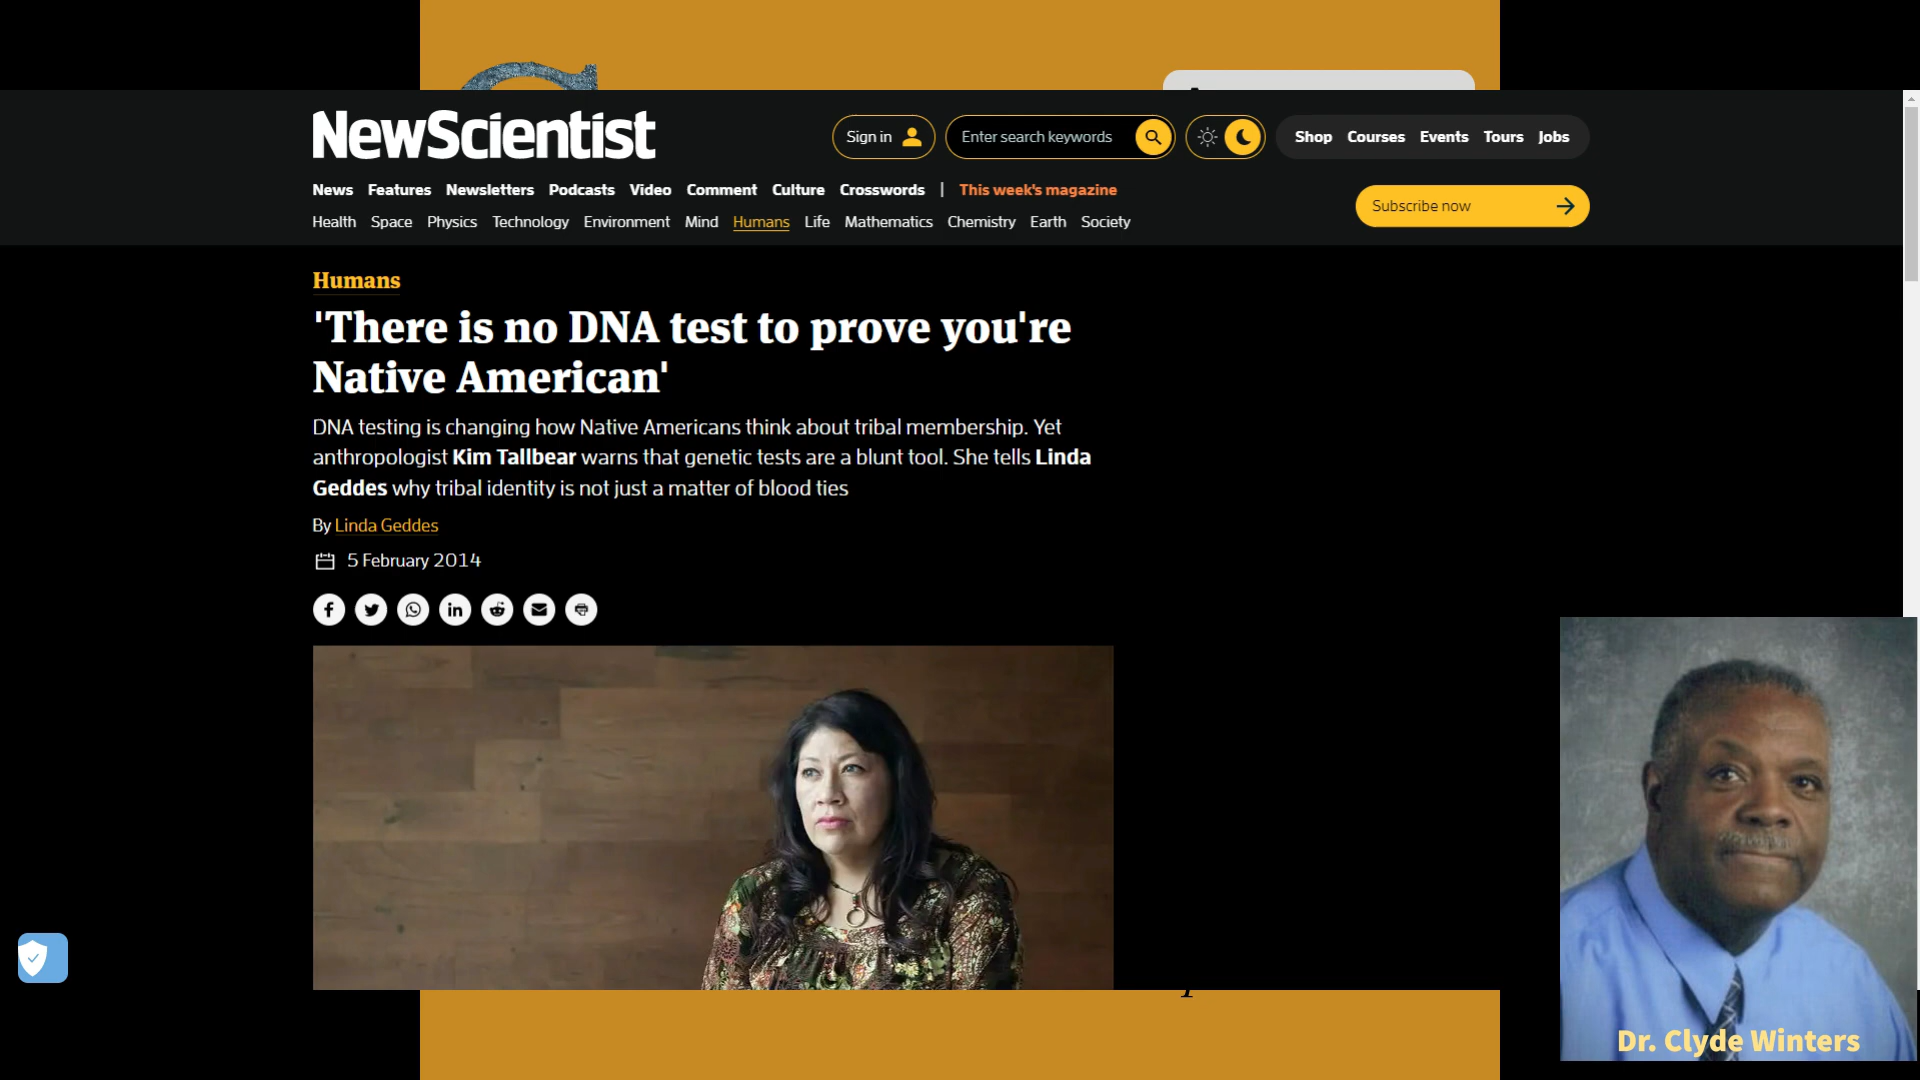 NewScientist
Sign in
Enter search keywords
Shop Courses Events Tours Jobs
News Features Newsletters Podcasts Video Comment Culture Crosswords | This week's magazine
Subscribe now
Health Space Physics Technology Environment Mind Humans Life Mathematics Chemistry Earth Society
Humans
'There is no DNA test to prove you're
Native American'
DNA testing is changing how Native Americans think about tribal membership. Yet
anthropologist Kim Tallbear warns that genetic tests are a blunt tool. She tells Linda
Geddes why tribal identity is not just a matter of blood ties
By Linda Geddes
5 February 2014
Dr. Clyde Winters